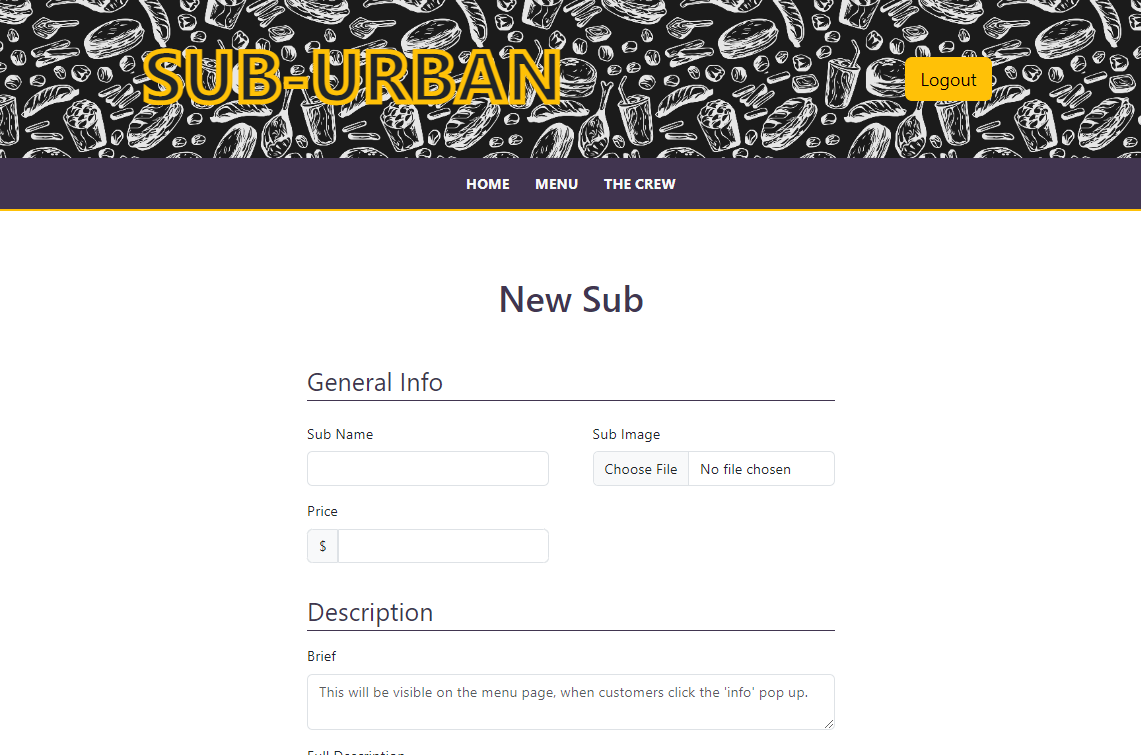 SUB-URBAN
Logout
HOME MENU THE CREW
New Sub
General Info
Sub Name Sub Image
Choose File No file chosen
Price
$
Description
Brief
This will be visible on the menu page, when customers click the 'info' pop up.
Full Description